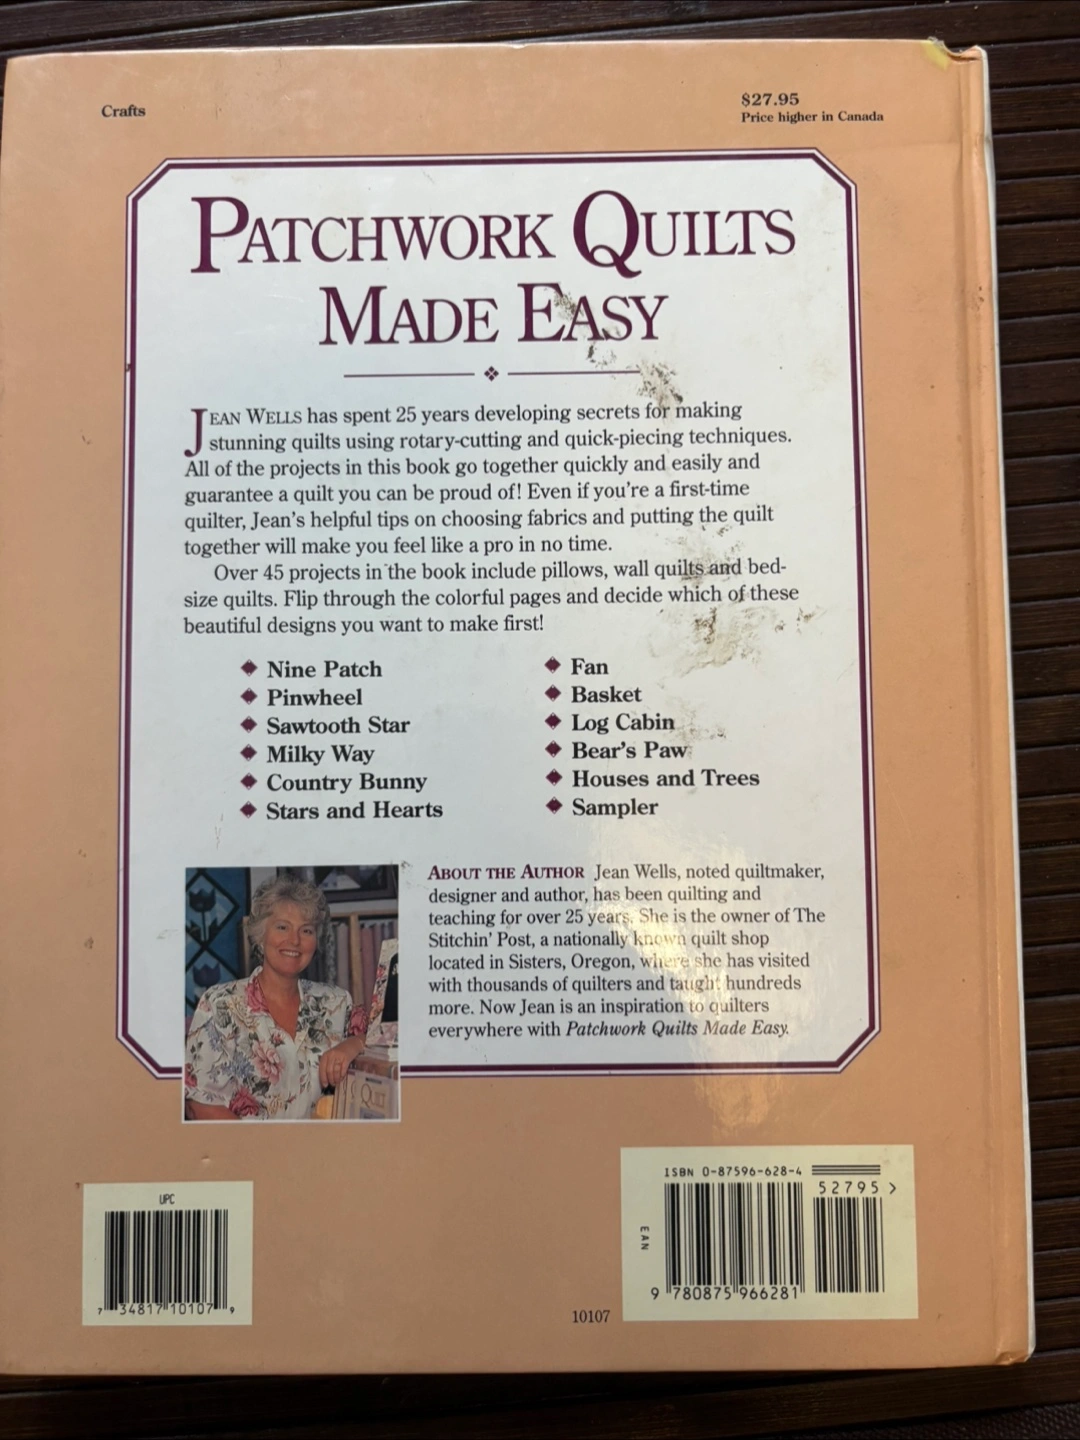 Crafts
$27.95
Price higher in Canada
PATCHWORK QUILTS
MADE EASY
JEAN WELLS has spent 25 years developing secrets for making
stunning quilts using rotary-cutting and quick-piecing techniques.
All of the projects in this book go together quickly and easily and
guarantee a quilt you can be proud of! Even if you're a first-time
quilter, Jean's helpful tips on choosing fabrics and putting the quilt
together will make you feel like a pro in no time.
Over 45 projects in the book include pillows, wall quilts and bed-
size quilts. Flip through the colorful pages and decide which of these
beautiful designs you want to make first!
Nine Patch
Pinwheel
Sawtooth Star
Milky Way
Country Bunny
Stars and Hearts
Fan
Basket
Log Cabin
Bear's Paw
Houses and Trees
Sampler
ABOUT THE AUTHOR Jean Wells, noted quiltmaker,
designer and author, has been quilting and
teaching for over 25 years. She is the owner of The
Stitchin' Post, a nationally known quilt shop
located in Sisters, Oregon, where she has visited
with thousands of quilters and taught hundreds
more. Now Jean is an inspiration to quilters
everywhere with Patchwork Quilts Made Easy.
QUILT
UPC
7 34817 10107 9
10107
ISBN 0-87596-628-4
52795 >
EAN
9 780875 966281